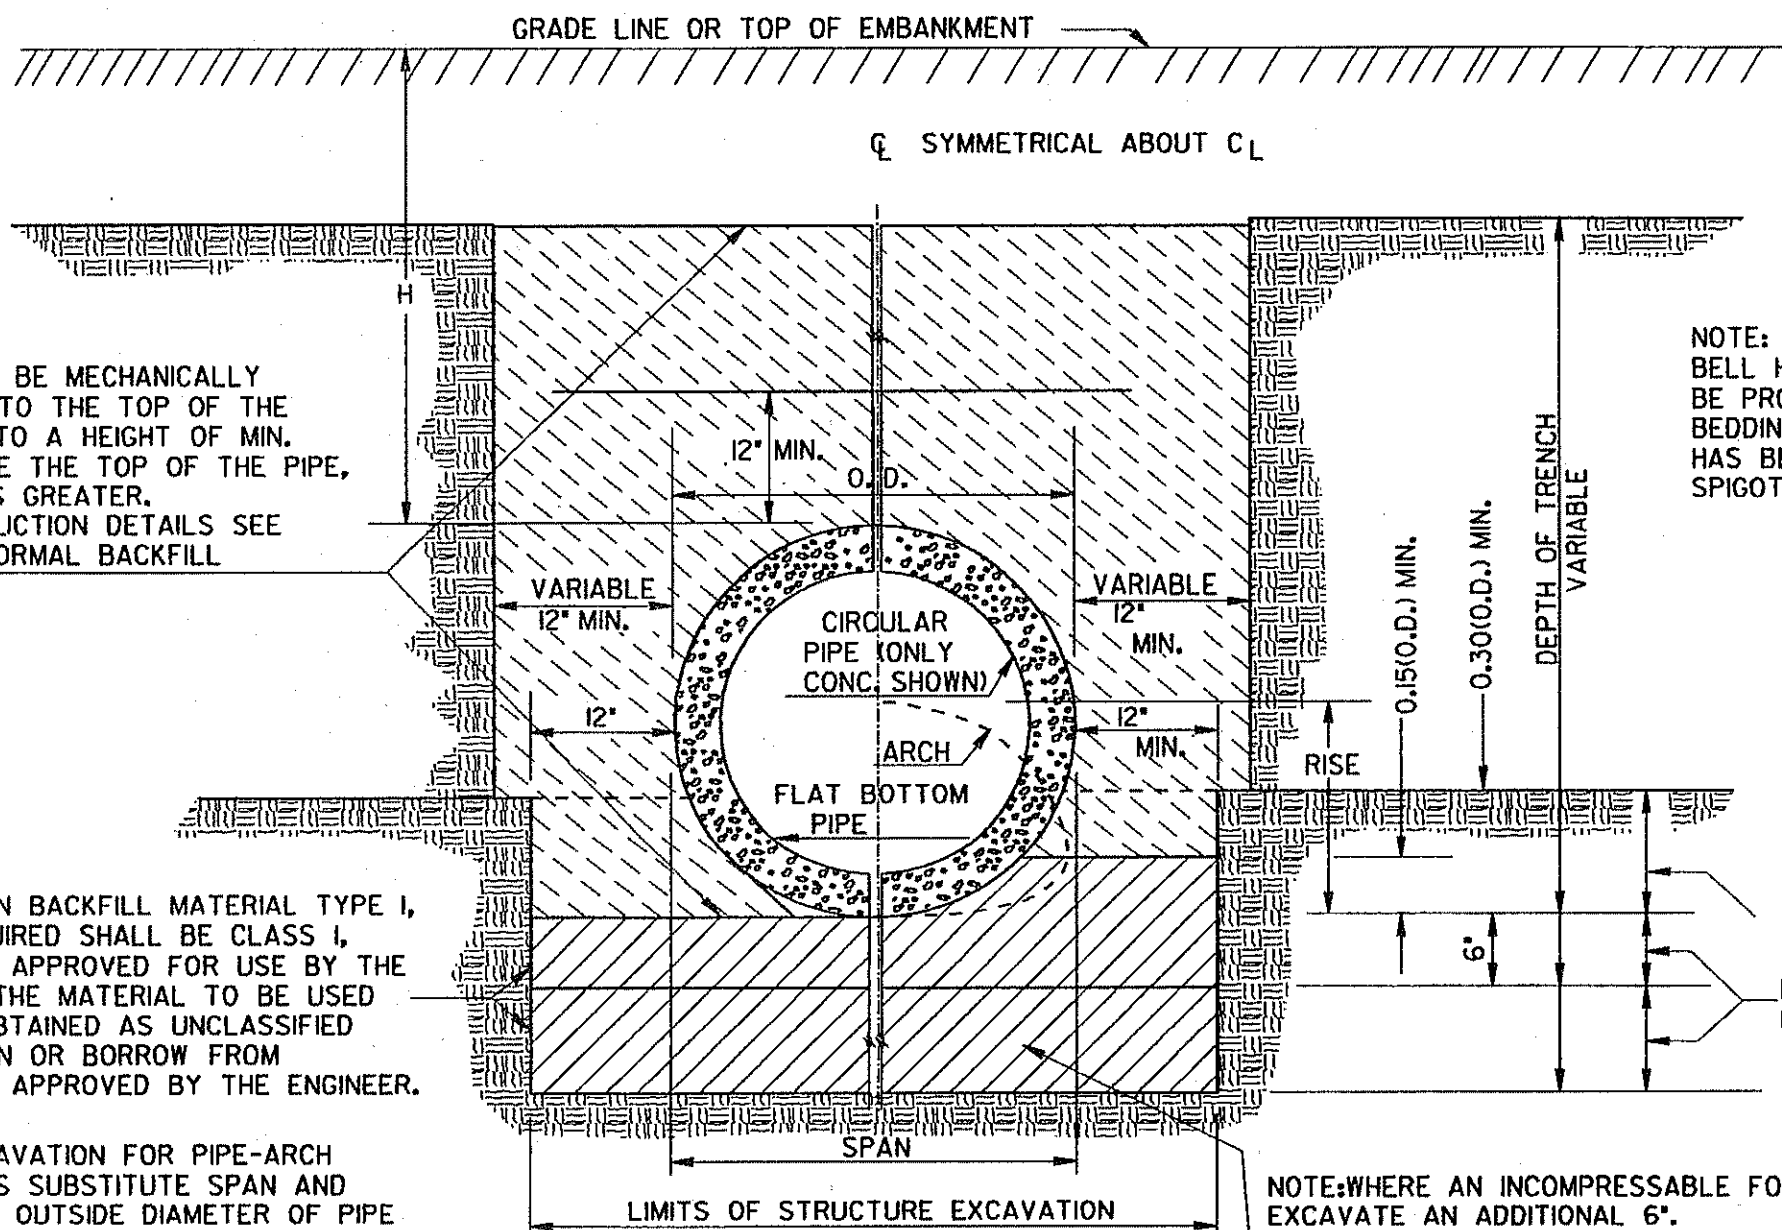 GRADE LINE OR TOP OF EMBANKMENT
℄ SYMMETRICAL ABOUT CL
H
BE MECHANICALLY
TO THE TOP OF THE
TO A HEIGHT OF MIN.
E THE TOP OF THE PIPE,
S GREATER.
UCTION DETAILS SEE
ORMAL BACKFILL
12" MIN.
O.D.
VARIABLE
12" MIN.
VARIABLE
12"
MIN.
CIRCULAR
PIPE (ONLY
CONC. SHOWN)
12"
12"
MIN.
ARCH
RISE
FLAT BOTTOM
PIPE
0.15(O.D.) MIN.
0.30(O.D.) MIN.
DEPTH OF TRENCH
VARIABLE
NOTE:
BELL H
BE PRO
BEDDIN
HAS BE
SPIGOT
6"
N BACKFILL MATERIAL TYPE I,
UIRED SHALL BE CLASS I,
APPROVED FOR USE BY THE
THE MATERIAL TO BE USED
BTAINED AS UNCLASSIFIED
N OR BORROW FROM
APPROVED BY THE ENGINEER.
AVATION FOR PIPE-ARCH
S SUBSTITUTE SPAN AND
OUTSIDE DIAMETER OF PIPE
SPAN
LIMITS OF STRUCTURE EXCAVATION
NOTE:WHERE AN INCOMPRESSABLE FO
EXCAVATE AN ADDITIONAL 6".